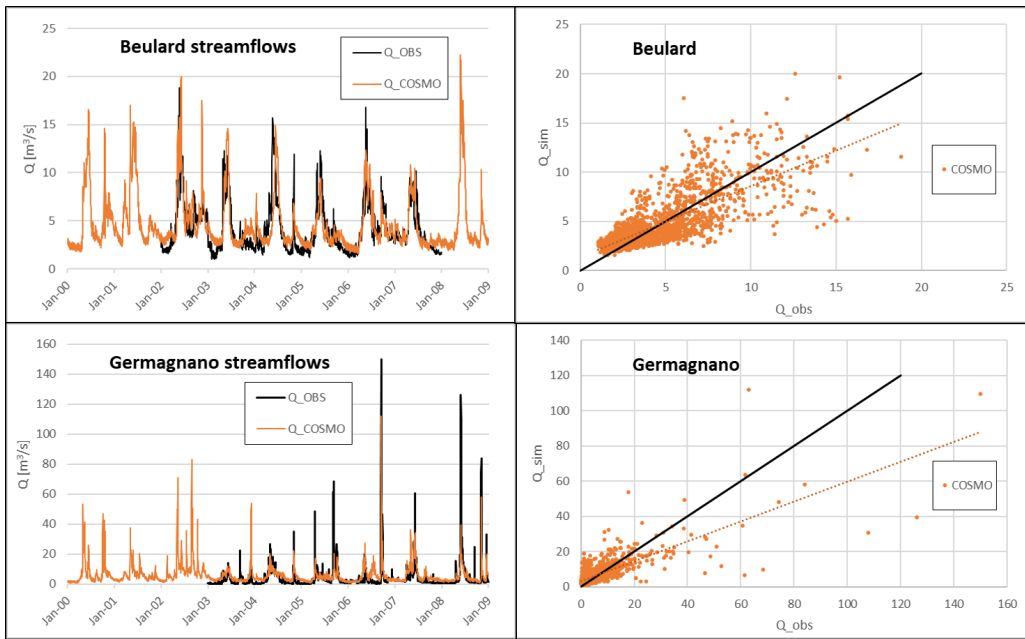 Beulard streamflows
Q_OBS
Q_COSMO
Q [m³/s]
25
20
15
10
5
0
Jan-00
Jan-01
Jan-02
Jan-03
Jan-04
Jan-05
Jan-06
Jan-07
Jan-08
Jan-09
Beulard
COSMO
Q_sim
25
20
15
10
5
0
0
5
10
15
20
25
Q_obs
Germagnano streamflows
Q_OBS
Q_COSMO
Q [m³/s]
160
140
120
100
80
60
40
20
0
Jan-00
Jan-01
Jan-02
Jan-03
Jan-04
Jan-05
Jan-06
Jan-07
Jan-08
Jan-09
Germagnano
COSMO
Q_sim
140
120
100
80
60
40
20
0
0
20
40
60
80
100
120
140
160
Q_obs